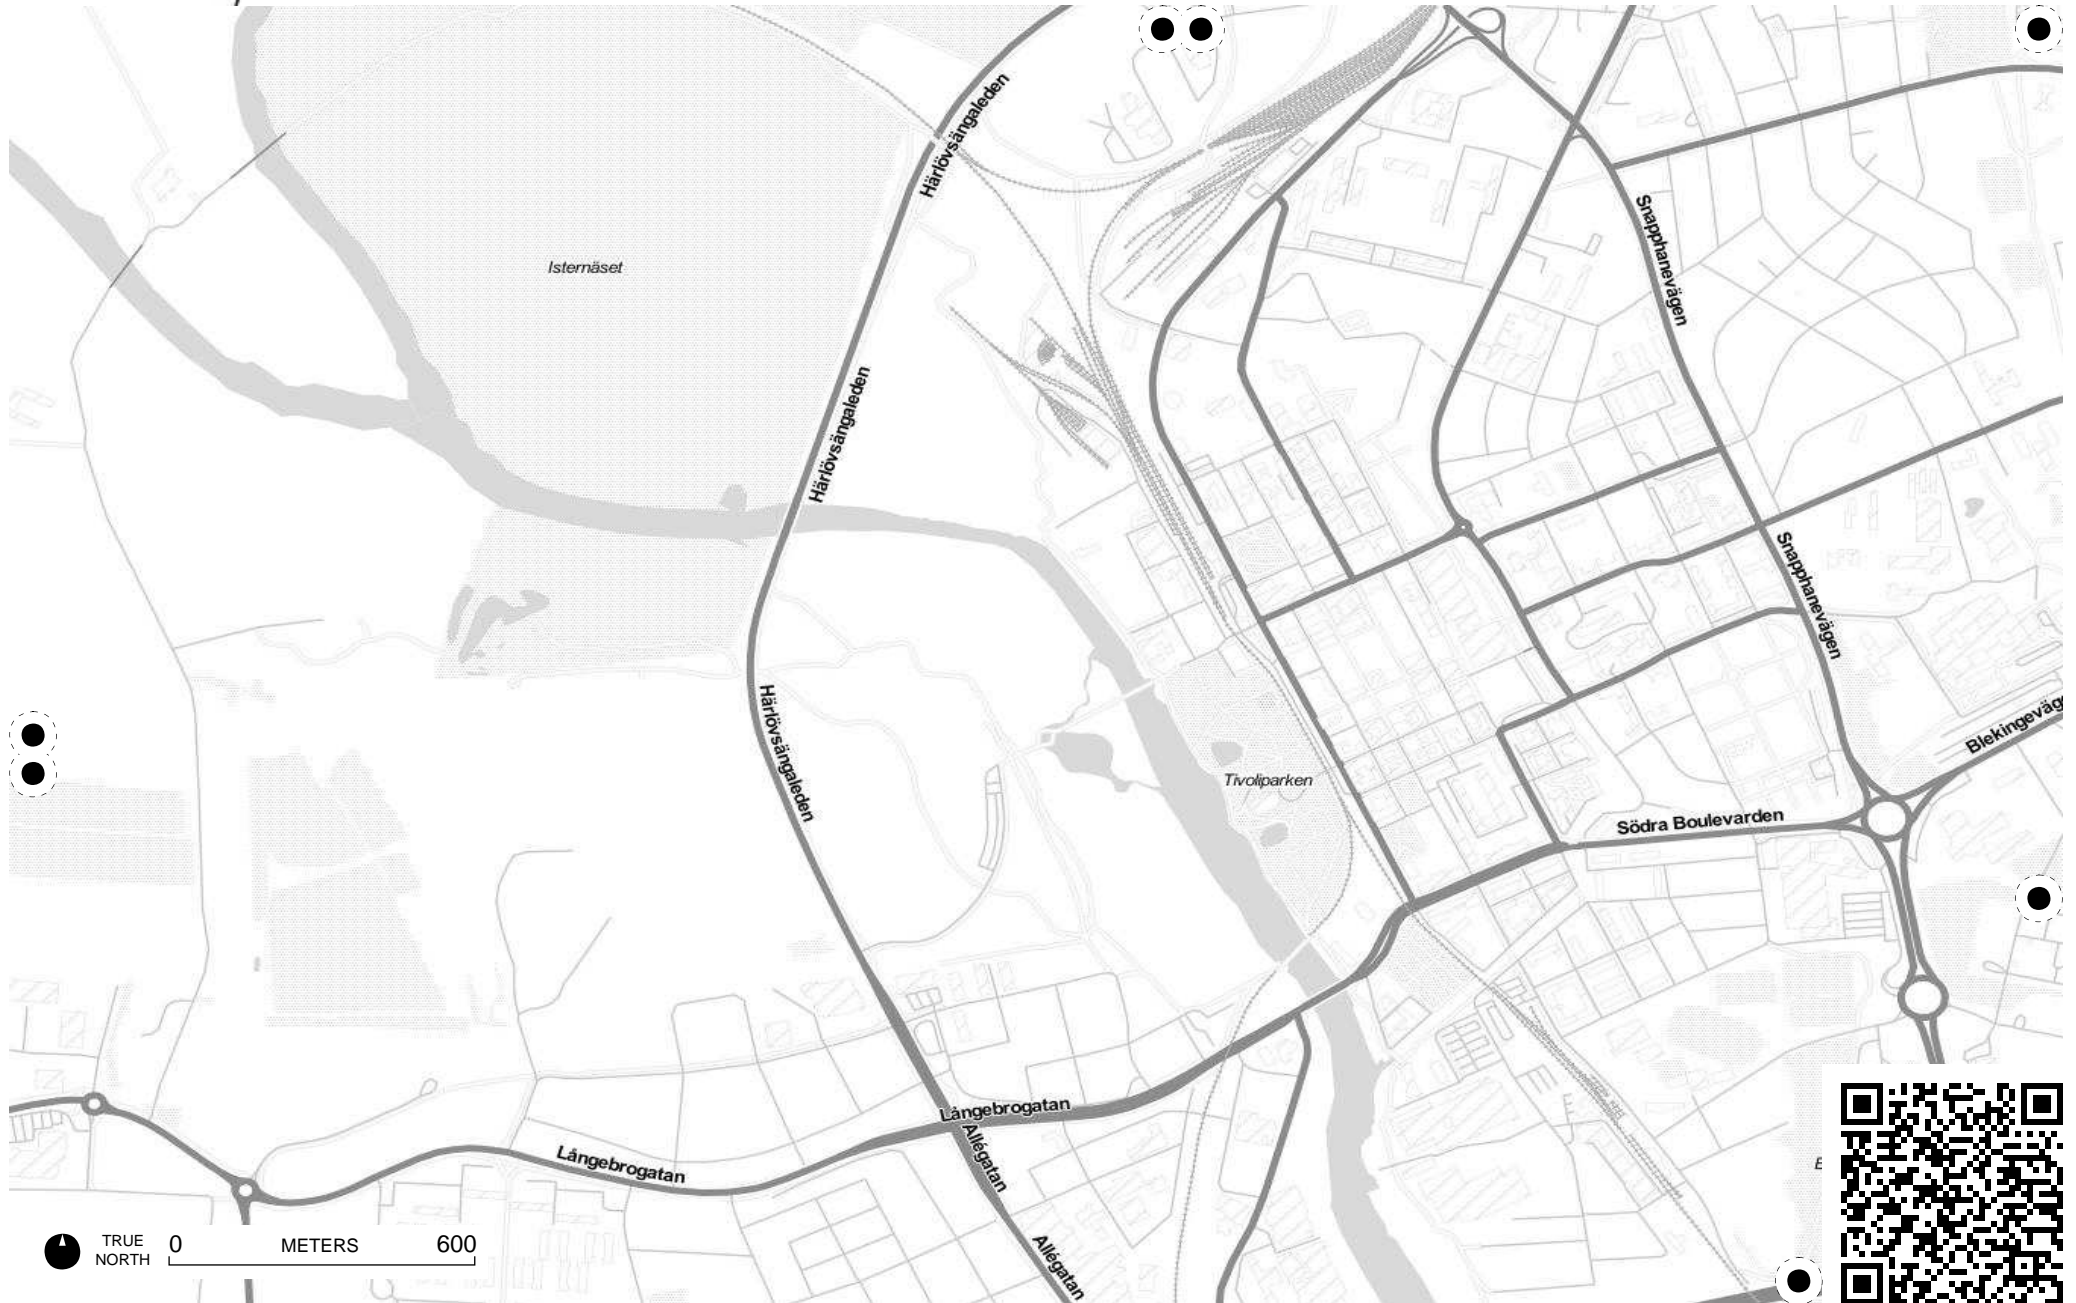 Härlövsängaleden
Snapphanevägen
Isternäset
Härlövsängaleden
Snapphanevägen
Härlövsängaleden
Blekingeväg
Tivoliparken
Södra Boulevarden
Långebrogatan
Allégatan
Långebrogatan
E
TRUE NORTH
0 METERS 600
Allégatan